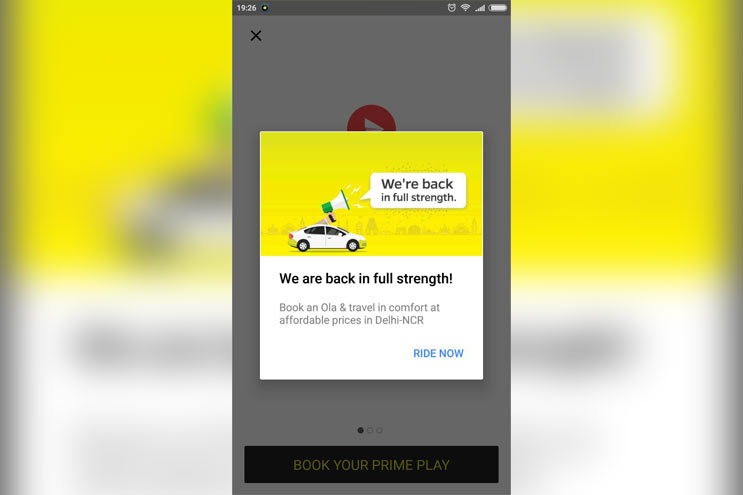 19:26
We're back
in full strength.
We are back in full strength!
Book an Ola & travel in comfort at
affordable prices in Delhi-NCR
RIDE NOW
BOOK YOUR PRIME PLAY